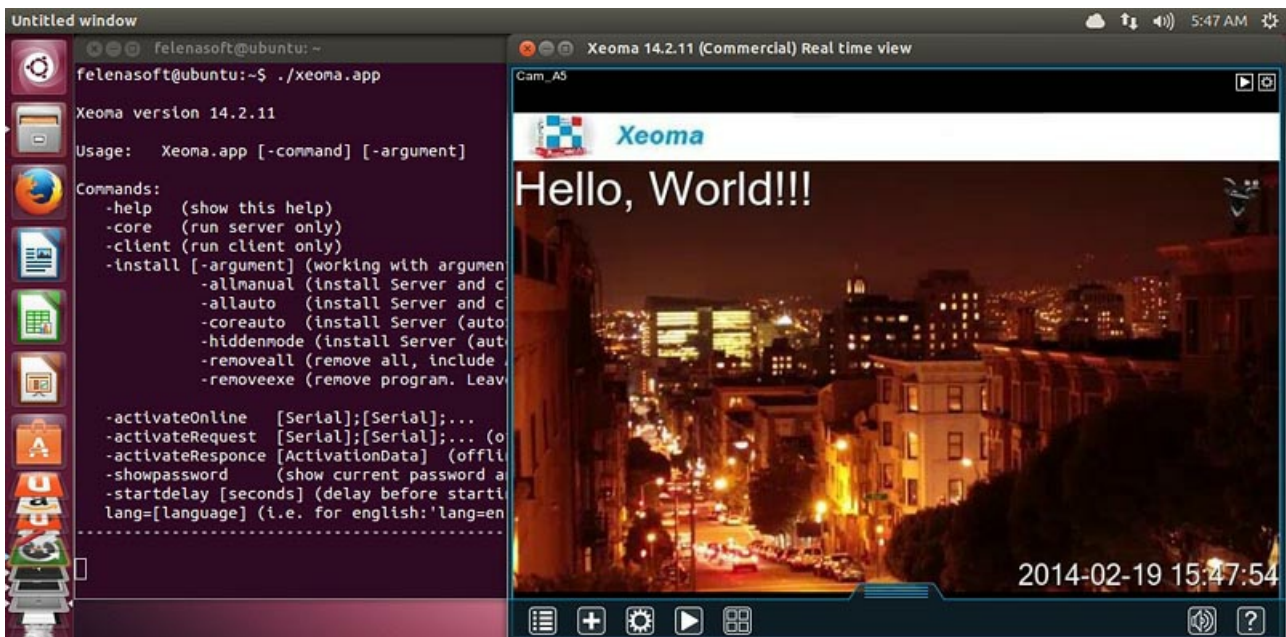 Untitled window
5:47 AM
felenasoft@ubuntu: ~
felenasoft@ubuntu:~$ ./xeoma.app
Xeoma version 14.2.11
Usage: Xeoma.app [-command] [-argument]
Commands:
-help (show this help)
-core (run server only)
-client (run client only)
-install [-argument] (working with argumen
-allmanual (install Server and c
-allauto (install Server and c
-coreauto (install Server (auto
-hiddenmode (install Server (aut
-removeall (remove all, include
-removeexe (remove program. Leav
-activateOnline [Serial];[Serial];...
-activateRequest [Serial];[Serial];... (o
-activateResponce [ActivationData] (offli
-showpassword (show current password a
-startdelay [seconds] (delay before starti
lang=[language] (i.e. for english:'lang=en
--------------------------------------------------
Xeoma 14.2.11 (Commercial) Real time view
Cam_A5
Xeoma
Hello, World!!!
2014-02-19 15:47:54
?